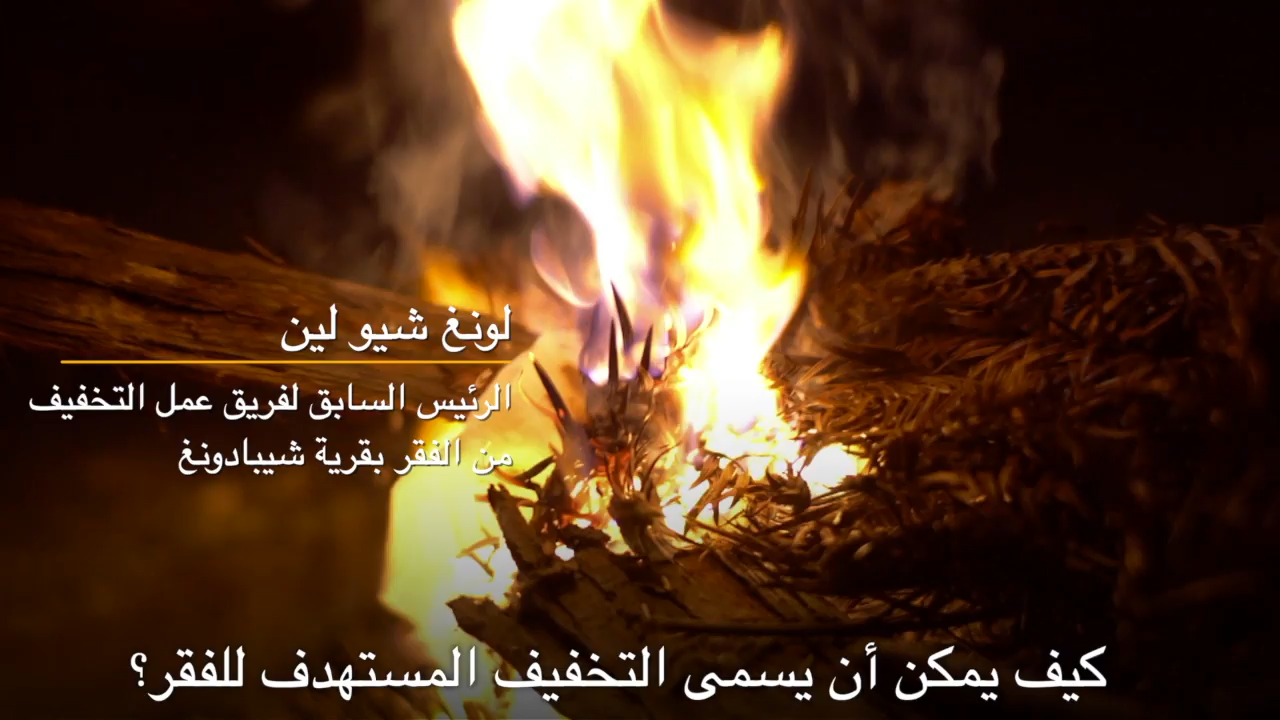 لونغ شيو لين
الرئيس السابق لفريق عمل التخفيف
من الفقر بقرية شيبادونغ
كيف يمكن أن يسمى التخفيف المستهدف للفقر؟